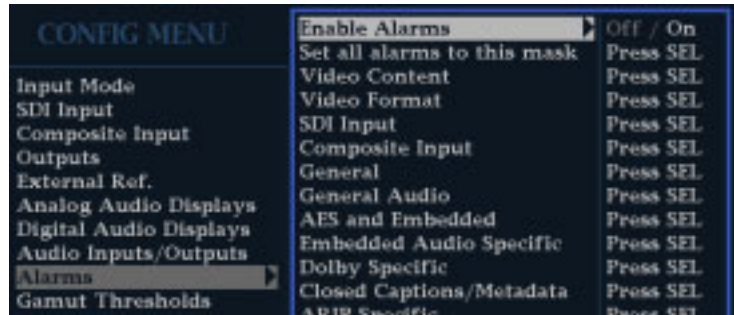 CONFIG MENU
Input Mode
SDI Input
Composite Input
Outputs
External Ref.
Analog Audio Displays
Digital Audio Displays
Audio Inputs/Outputs
Alarms
Gamut Thresholds
Enable Alarms Off / On
Set all alarms to this mask Press SEL
Video Content Press SEL
Video Format Press SEL
SDI Input Press SEL
Composite Input Press SEL
General Press SEL
General Audio Press SEL
AES and Embedded Press SEL
Embedded Audio Specific Press SEL
Dolby Specific Press SEL
Closed Captions/Metadata Press SEL
ARIB Specific Press SEL